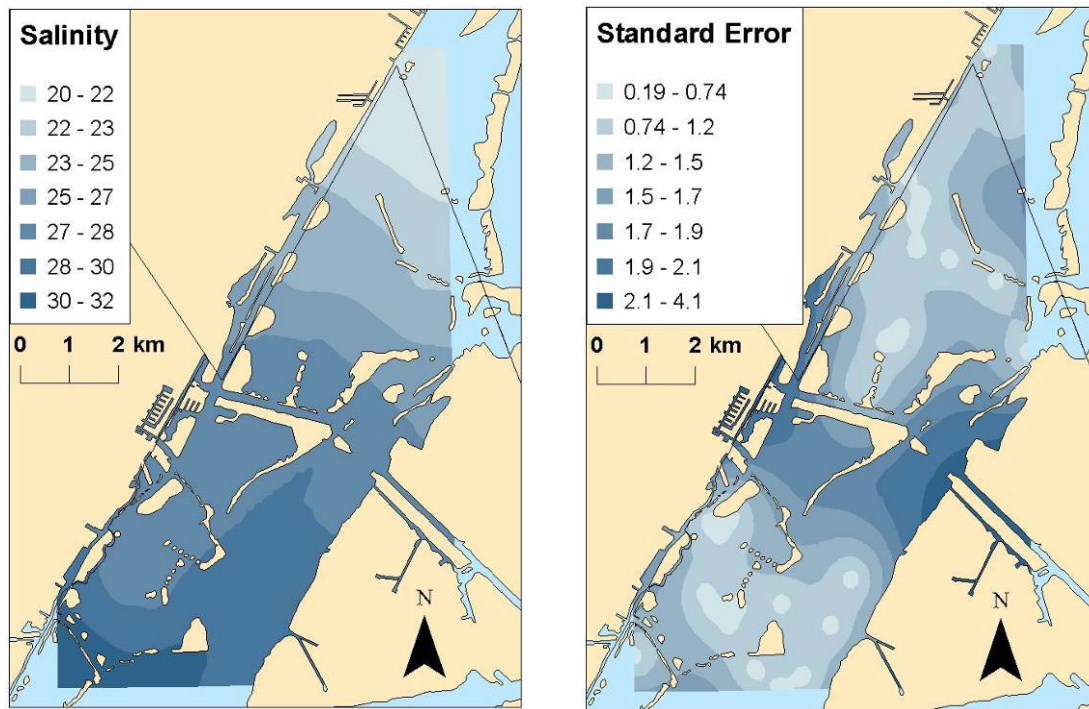 Salinity
20 - 22
22 - 23
23 - 25
25 - 27
27 - 28
28 - 30
30 - 32
0 1 2 km
N
Standard Error
0.19 - 0.74
0.74 - 1.2
1.2 - 1.5
1.5 - 1.7
1.7 - 1.9
1.9 - 2.1
2.1 - 4.1
0 1 2 km
N